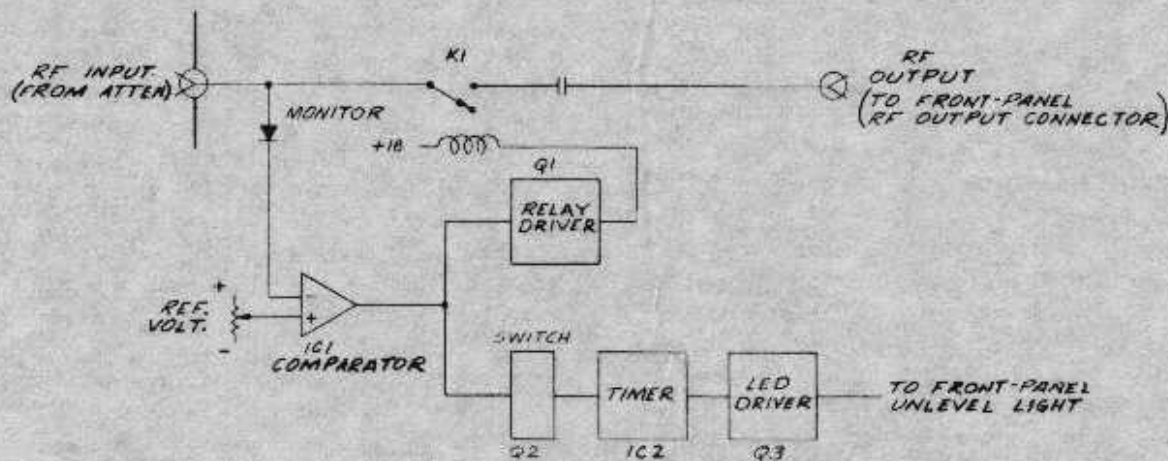 RF INPUT
(FROM ATTEN)
MONITOR
K1
RF
OUTPUT
(TO FRONT-PANEL
RF OUTPUT CONNECTOR)
+18
Q1
RELAY
DRIVER
REF.
VOLT.
+
-
-
+
IC1
COMPARATOR
SWITCH
Q2
TIMER
IC2
LED
DRIVER
Q3
TO FRONT-PANEL
UNLEVEL LIGHT